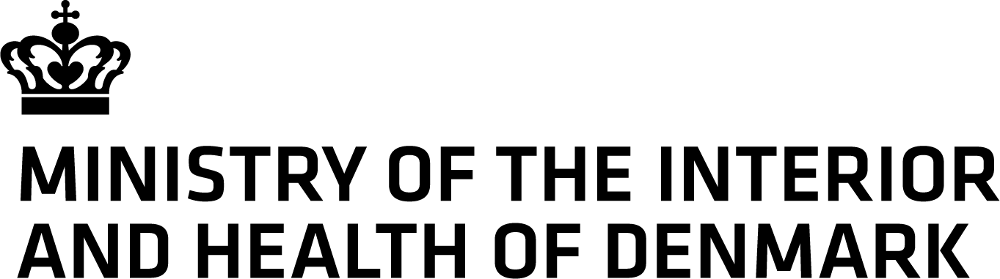 MINISTRY OF THE INTERIOR
AND HEALTH OF DENMARK